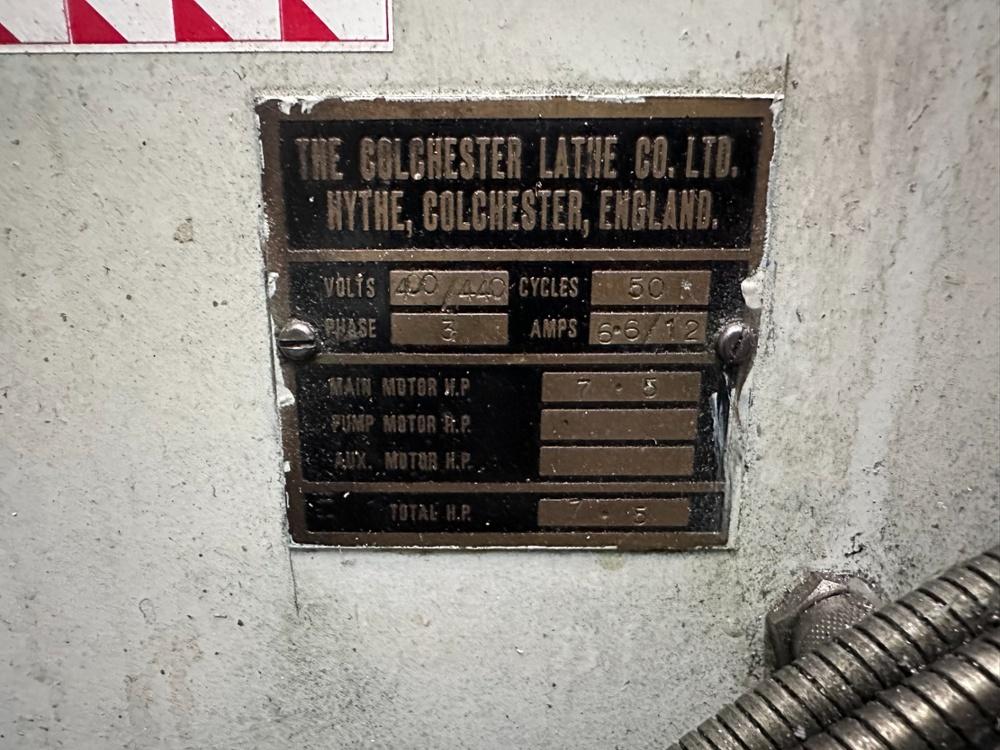 THE COLCHESTER LATHE CO. LTD.
HYTHE, COLCHESTER, ENGLAND.
VOLTS 400/440 CYCLES 50
PHASE 3 AMPS 6·6/12
MAIN MOTOR H.P. 7·5
PUMP MOTOR H.P.
AUX. MOTOR H.P.
TOTAL H.P. 7·5